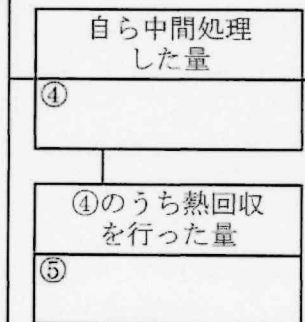 自ら中間処理
した量
④
④のうち熱回収
を行った量
⑤